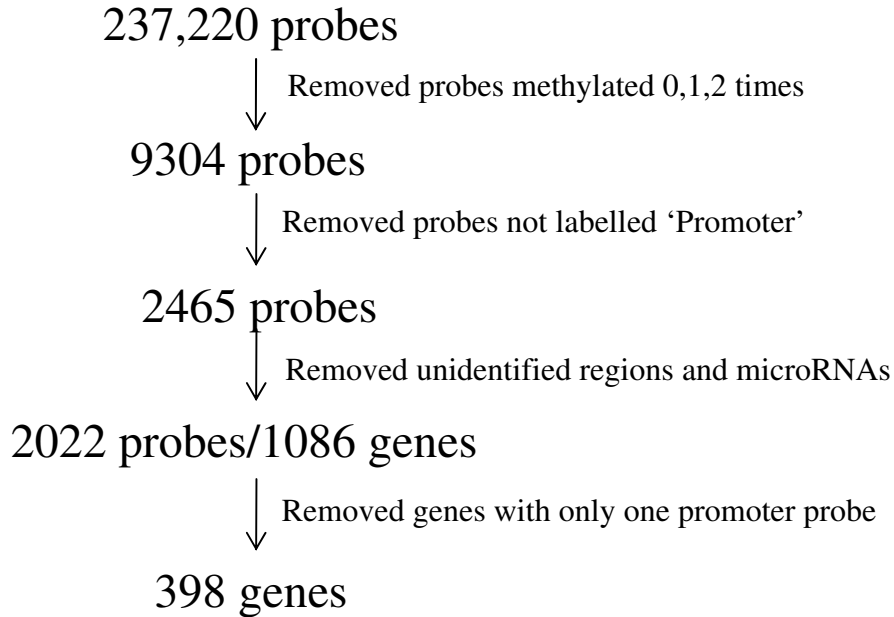 237,220 probes
Removed probes methylated 0,1,2 times
9304 probes
Removed probes not labelled ‘Promoter’
2465 probes
Removed unidentified regions and microRNAs
2022 probes/1086 genes
Removed genes with only one promoter probe
398 genes